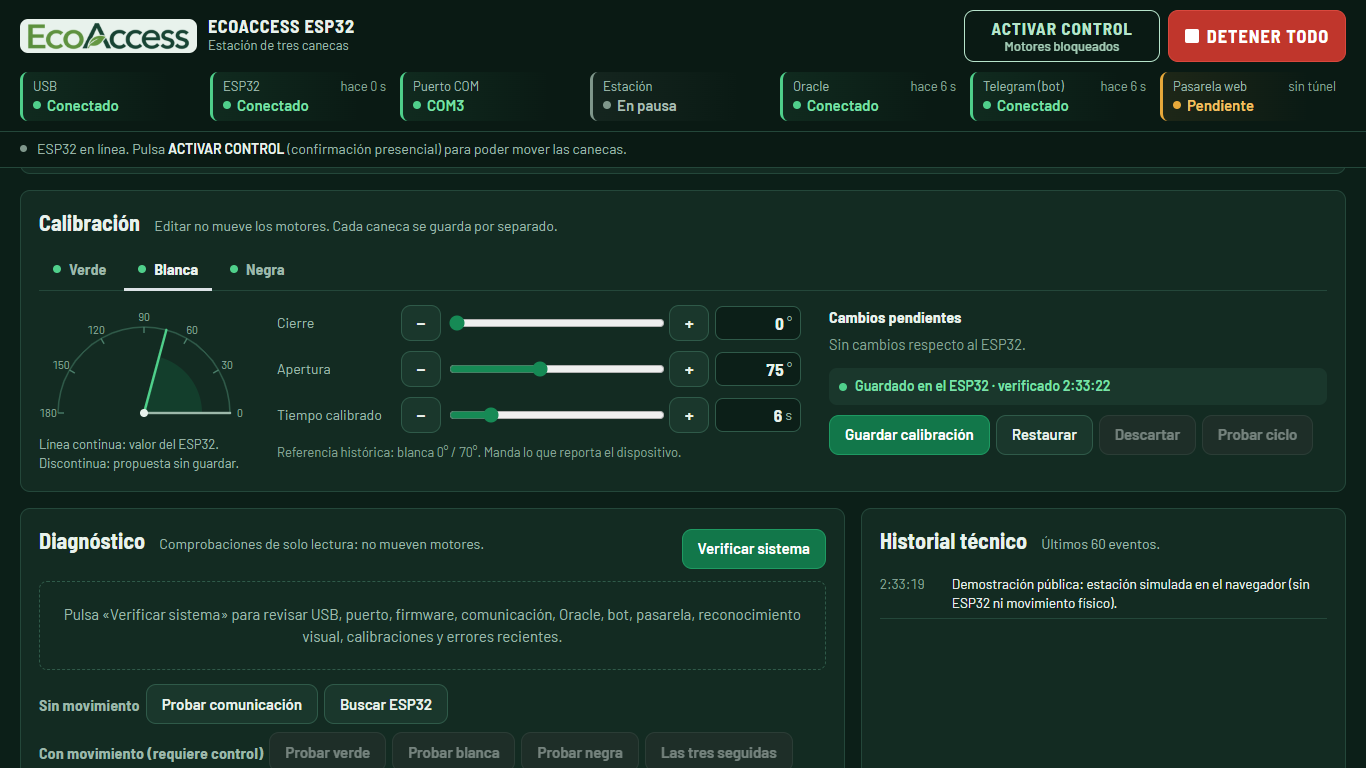 EcoAccess
ECOACCESS ESP32
Estación de tres canecas
ACTIVAR CONTROL
Motores bloqueados
DETENER TODO
USB
Conectado
ESP32 hace 0 s
Conectado
Puerto COM
COM3
Estación
En pausa
Oracle hace 6 s
Conectado
Telegram (bot) hace 6 s
Conectado
Pasarela web sin túnel
Pendiente
ESP32 en línea. Pulsa ACTIVAR CONTROL (confirmación presencial) para poder mover las canecas.
Calibración Editar no mueve los motores. Cada caneca se guarda por separado.
Verde Blanca Negra
180 150 120 90 60 30 0
Línea continua: valor del ESP32.
Discontinua: propuesta sin guardar.
Cierre − + 0 °
Apertura − + 75 °
Tiempo calibrado − + 6 s
Referencia histórica: blanca 0° / 70°. Manda lo que reporta el dispositivo.
Cambios pendientes
Sin cambios respecto al ESP32.
Guardado en el ESP32 · verificado 2:33:22
Guardar calibración Restaurar Descartar Probar ciclo
Diagnóstico Comprobaciones de solo lectura: no mueven motores.
Verificar sistema
Pulsa «Verificar sistema» para revisar USB, puerto, firmware, comunicación, Oracle, bot, pasarela, reconocimiento
visual, calibraciones y errores recientes.
Sin movimiento Probar comunicación Buscar ESP32
Con movimiento (requiere control) Probar verde Probar blanca Probar negra Las tres seguidas
Historial técnico Últimos 60 eventos.
2:33:19 Demostración pública: estación simulada en el navegador (sin
ESP32 ni movimiento físico).